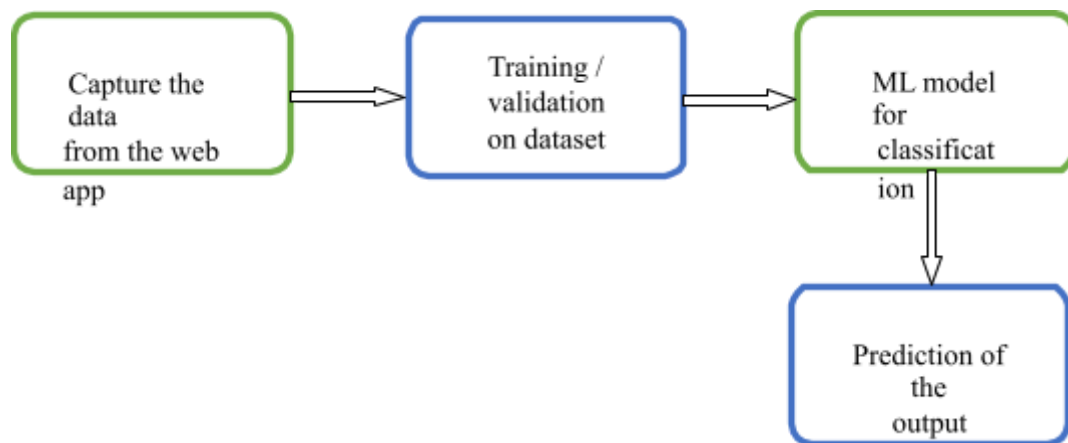 Capture the
data
from the web
app
Training /
validation
on dataset
ML model
for
classificat
ion
Prediction of
the
output